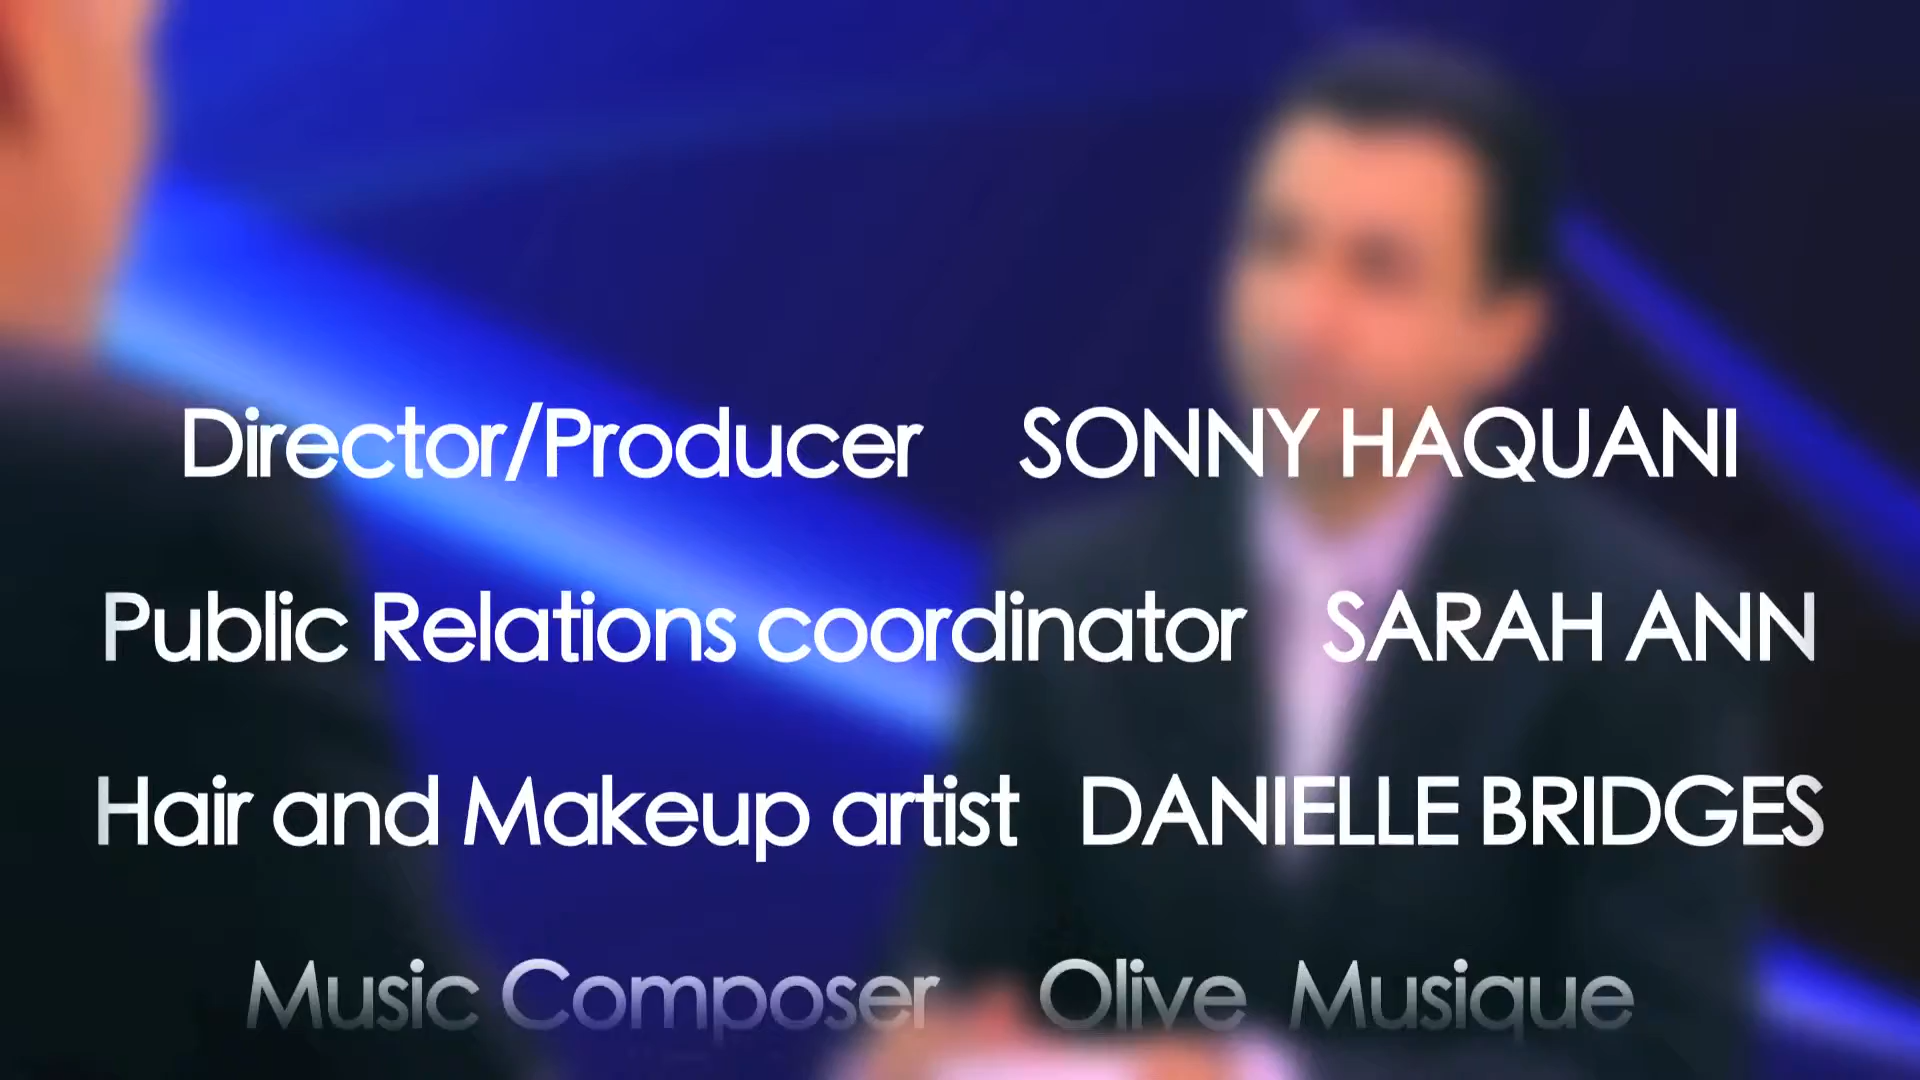 Director/Producer SONNY HAQUANI
Public Relations coordinator SARAH ANN
Hair and Makeup artist DANIELLE BRIDGES
Music Composer Olive Musique